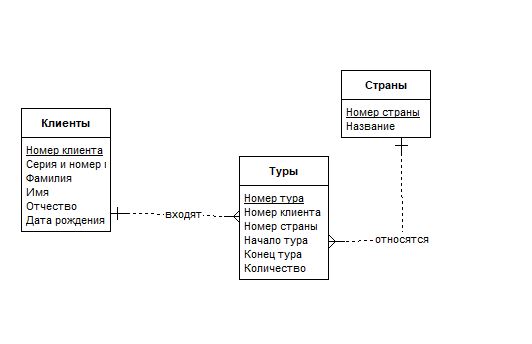 Клиенты
Номер клиента
Серия и номер
Фамилия
Имя
Отчество
Дата рождения
входят
Туры
Номер тура
Номер клиента
Номер страны
Начало тура
Конец тура
Количество
Страны
Номер страны
Название
относятся